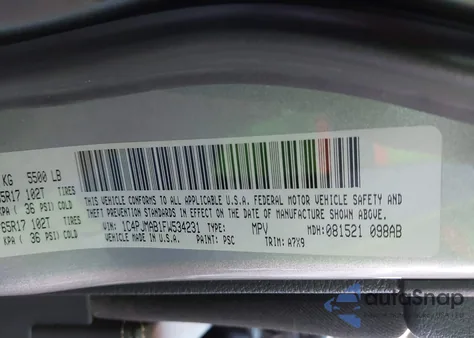 KG 5500 LB
5R17 102T TIRES
KPA ( 36 PSI) COLD
65R17 102T TIRES
KPA ( 36 PSI) COLD
THIS VEHICLE CONFORMS TO ALL APPLICABLE U.S.A. FEDERAL MOTOR VEHICLE SAFETY AND
THEFT PREVENTION STANDARDS IN EFFECT ON THE DATE OF MANUFACTURE SHOWN ABOVE.
VIN: 1C4PJMAB1FW534231 TYPE: MPV MDH: 081521 098AB
MADE IN U.S.A. PAINT: PSC TRIM: A7X9
autoSnap